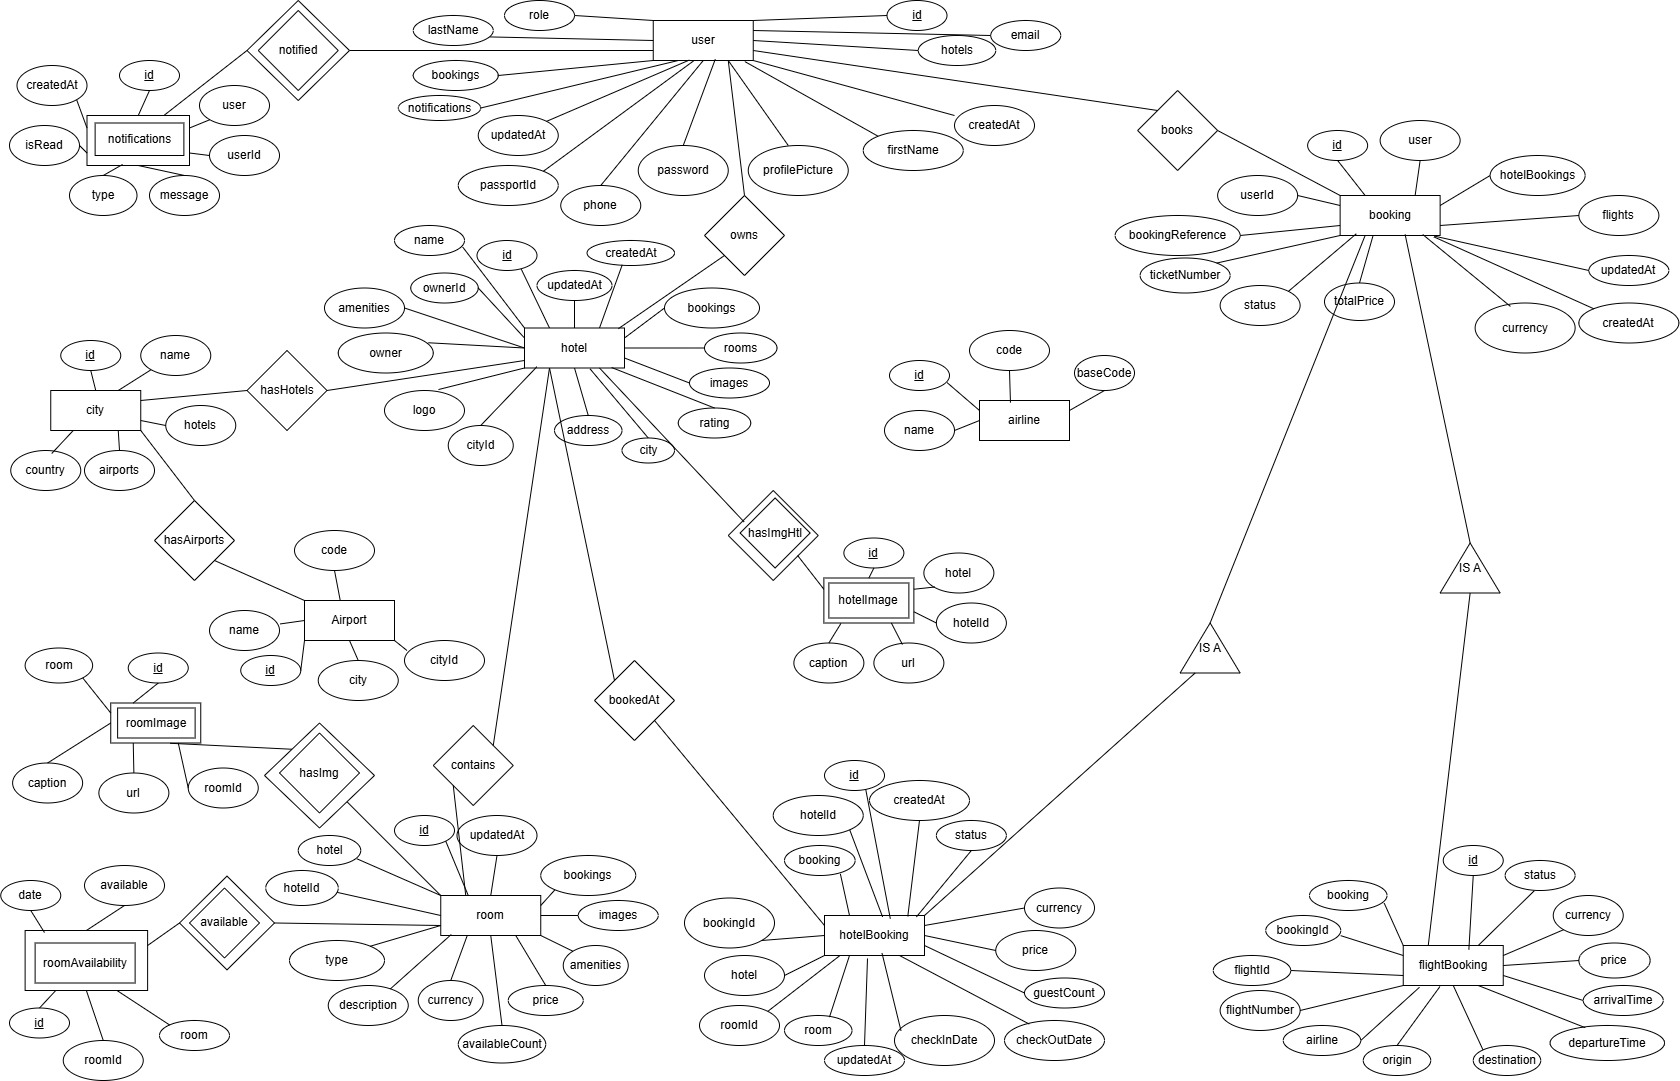 role
id
lastName
user
email
notified
hotels
bookings
createdAt
id
notifications
user
createdAt
notifications
updatedAt
firstName
books
id
user
isRead
userId
password
profilePicture
hotelBookings
type
message
passportId
phone
userId
booking
flights
owns
bookingReference
name
id
createdAt
ticketNumber
updatedAt
ownerId
updatedAt
amenities
bookings
status
totalPrice
currency
createdAt
id
name
owner
hotel
rooms
code
id
baseCode
images
hasHotels
city
logo
hotels
address
rating
airline
name
cityId
city
country
airports
hasAirports
hasImgHtl
code
id
hotel
IS A
hotelImage
name
Airport
hotelId
id
city
cityId
caption
url
IS A
room
id
bookedAt
roomImage
hasImg
contains
id
caption
url
roomId
createdAt
hotelId
id
updatedAt
status
hotel
booking
id
status
date
available
hotelId
bookings
booking
available
room
images
bookingId
currency
currency
hotelBooking
bookingId
roomAvailability
type
amenities
hotel
price
flightId
flightBooking
price
description
currency
price
guestCount
flightNumber
arrivalTime
id
room
roomId
room
checkInDate
checkOutDate
airline
departureTime
roomId
availableCount
updatedAt
origin
destination